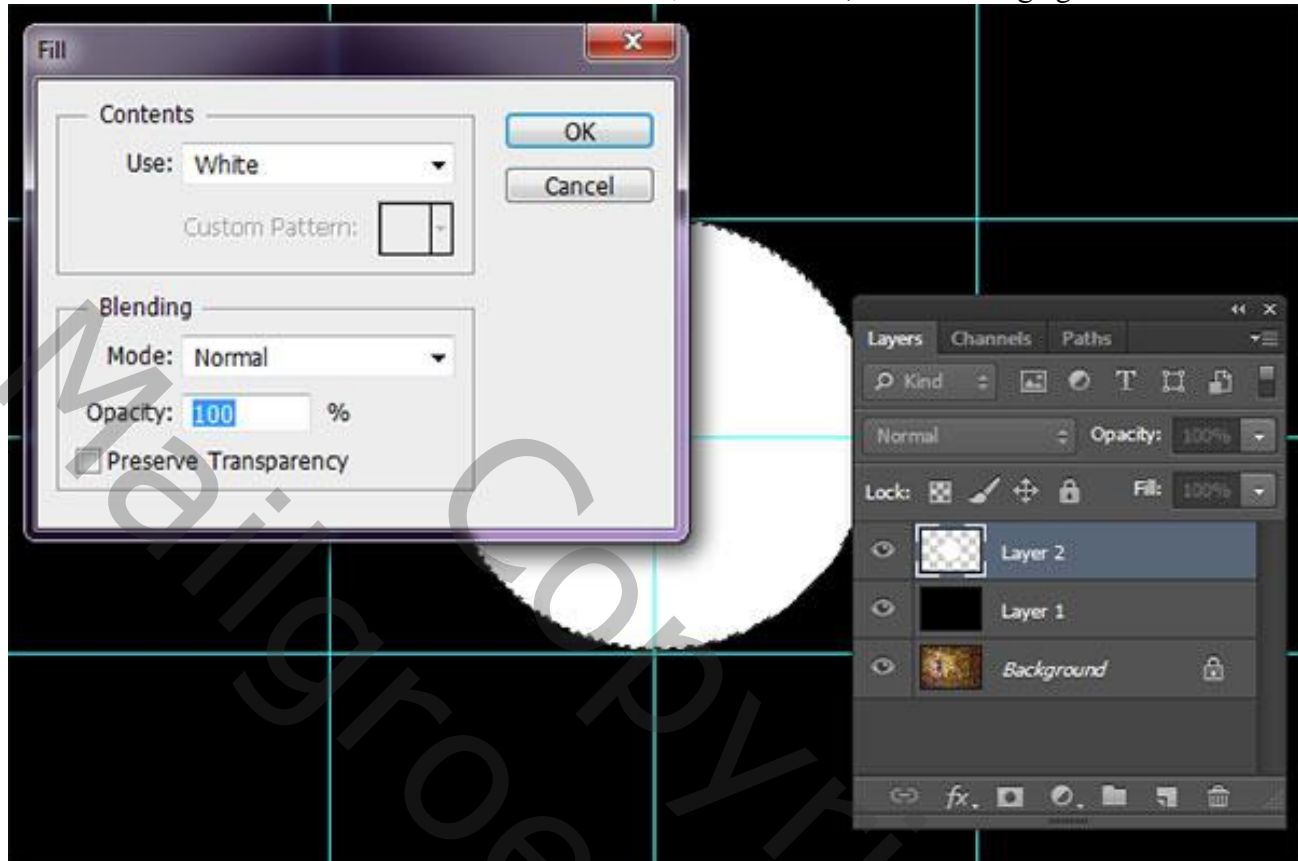 Fill
Contents
Use: White
Custom Pattern:
OK
Cancel
Blending
Mode: Normal
Opacity: 100 %
Preserve Transparency
Layers Channels Paths
Kind
Normal Opacity: 100%
Lock: Fill: 100%
Layer 2
Layer 1
Background
fx.